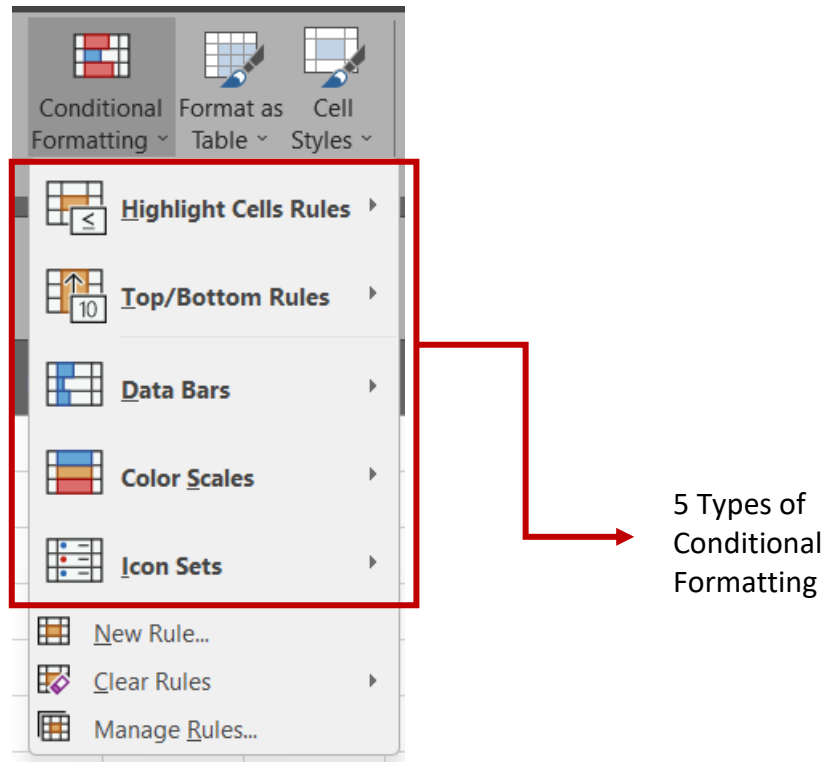 Conditional Formatting ˅
Format as Table ˅
Cell Styles ˅
≤
Highlight Cells Rules
10
Top/Bottom Rules
Data Bars
Color Scales
Icon Sets
New Rule...
Clear Rules
Manage Rules...
5 Types of
Conditional
Formatting